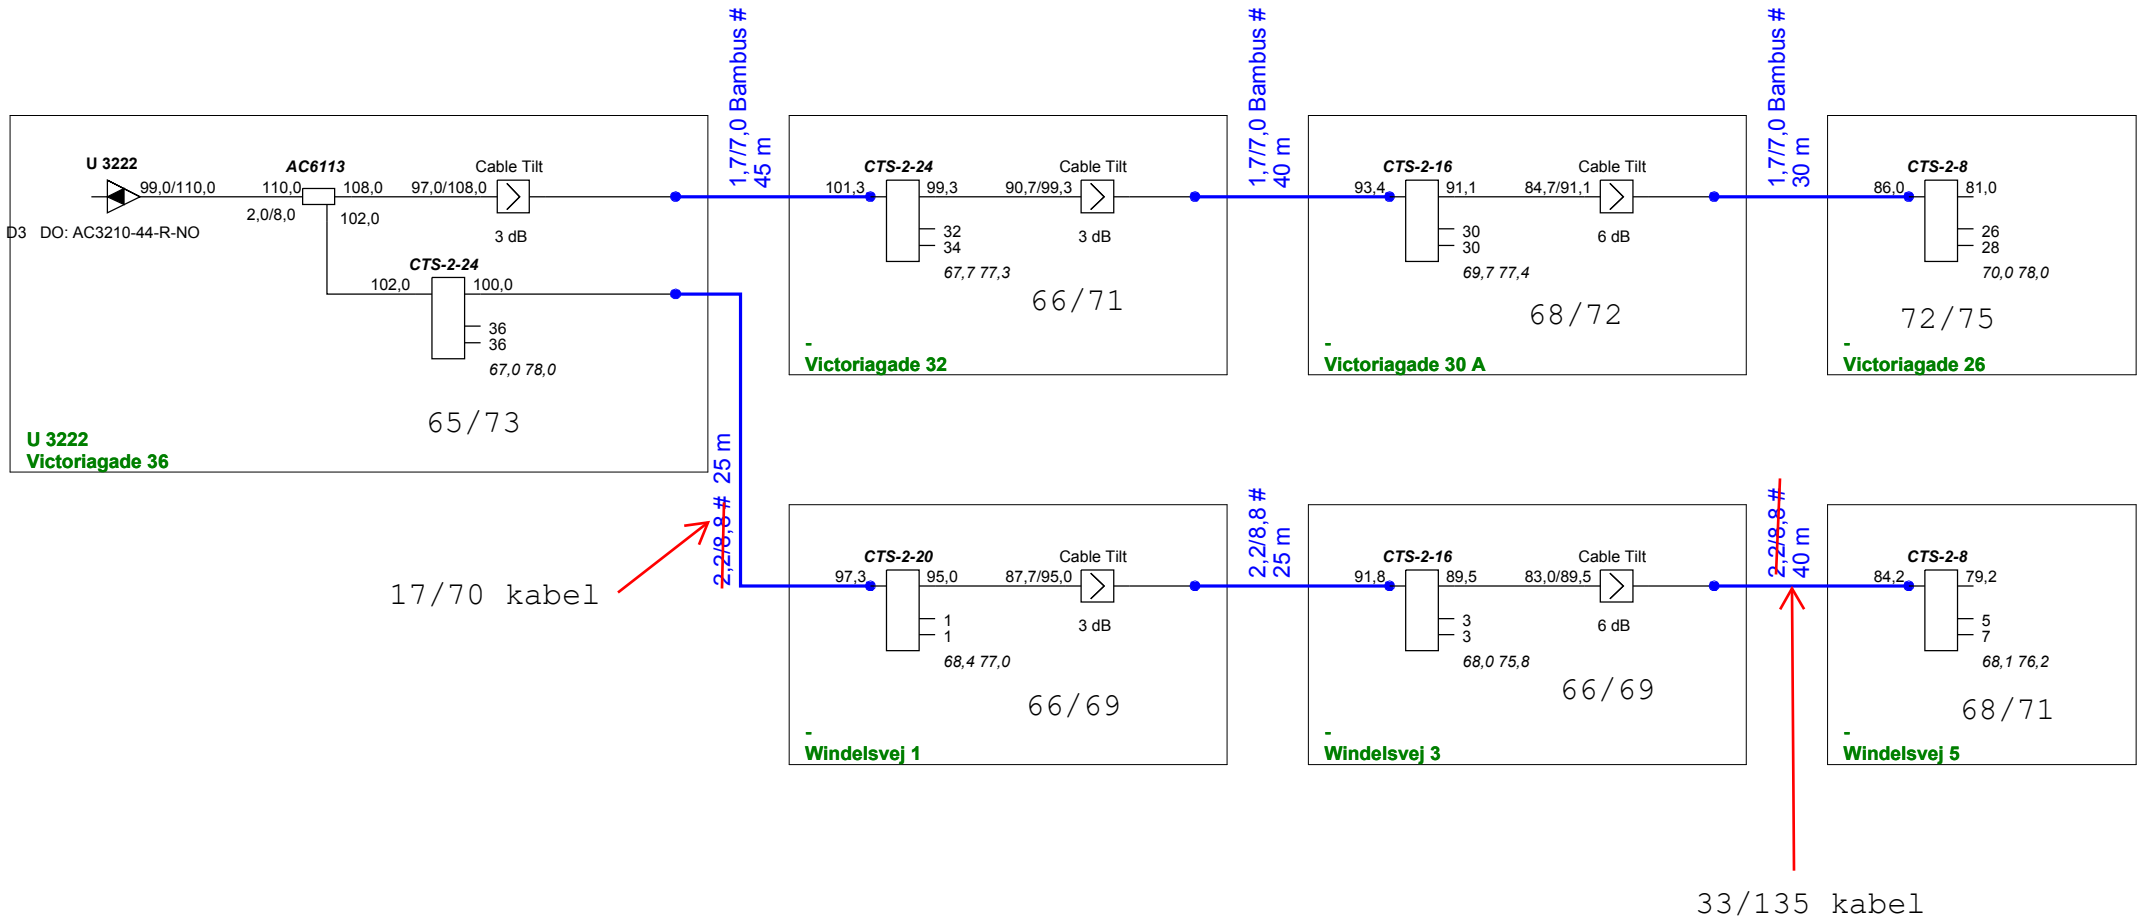 1,7/7,0 Bambus #
45 m
1,7/7,0 Bambus #
40 m
1,7/7,0 Bambus #
30 m
U 3222
99,0/110,0
D3 DO: AC3210-44-R-NO
AC6113
110,0
108,0
2,0/8,0
102,0
Cable Tilt
97,0/108,0
3 dB
CTS-2-24
102,0
100,0
36
36
67,0 78,0
65/73
U 3222
Victoriagade 36
CTS-2-24
101,3
99,3
32
34
67,7 77,3
Cable Tilt
90,7/99,3
3 dB
66/71
-
Victoriagade 32
CTS-2-16
93,4
91,1
30
30
69,7 77,4
Cable Tilt
84,7/91,1
6 dB
68/72
-
Victoriagade 30 A
CTS-2-8
86,0
81,0
26
28
70,0 78,0
72/75
-
Victoriagade 26
2,2/8,8 # 25 m
17/70 kabel
CTS-2-20
97,3
95,0
1
1
68,4 77,0
Cable Tilt
87,7/95,0
3 dB
66/69
-
Windelsvej 1
2,2/8,8 #
25 m
CTS-2-16
91,8
89,5
3
3
68,0 75,8
Cable Tilt
83,0/89,5
6 dB
66/69
-
Windelsvej 3
2,2/8,8 #
40 m
CTS-2-8
84,2
79,2
5
7
68,1 76,2
68/71
-
Windelsvej 5
33/135 kabel